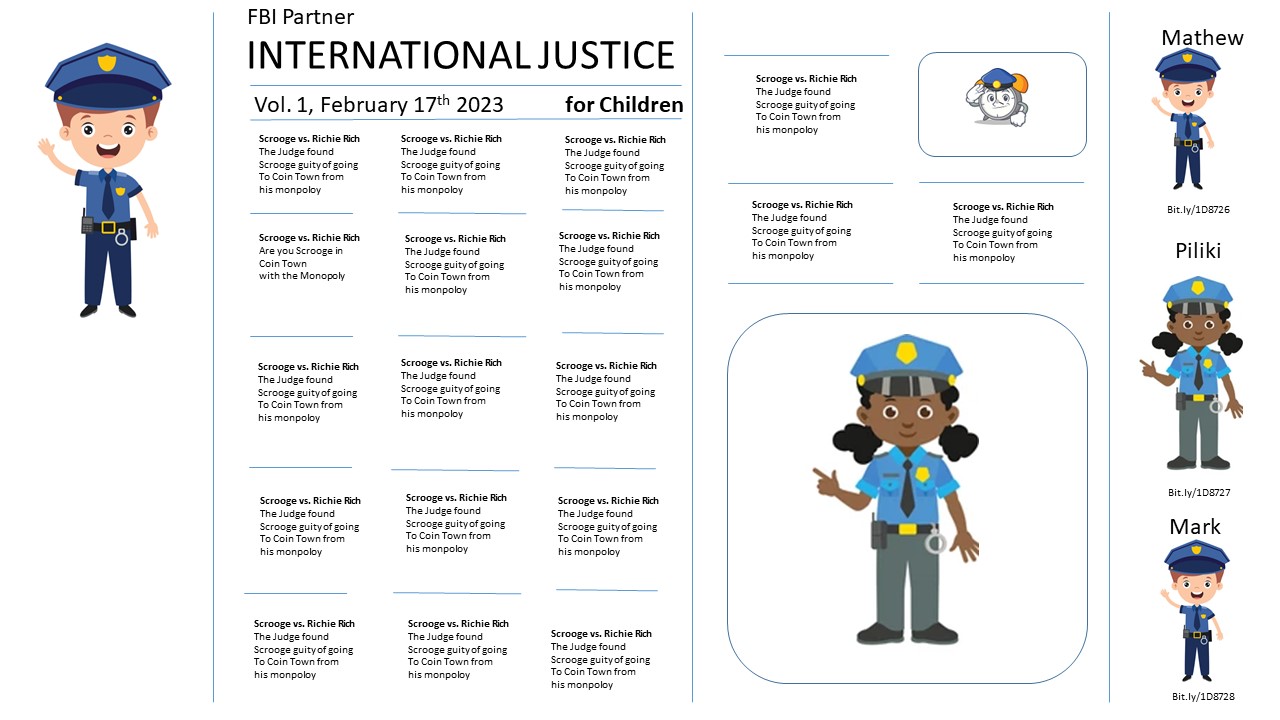 FBI Partner
INTERNATIONAL JUSTICE
Vol. 1, February 17th 2023 for Children
Scrooge vs. Richie Rich
The Judge found
Scrooge guity of going
To Coin Town from
his monpoloy
Scrooge vs. Richie Rich
The Judge found
Scrooge guity of going
To Coin Town from
his monpoloy
Scrooge vs. Richie Rich
The Judge found
Scrooge guity of going
To Coin Town from
his monpoloy
Scrooge vs. Richie Rich
Are you Scrooge in
Coin Town
with the Monopoly
Scrooge vs. Richie Rich
The Judge found
Scrooge guity of going
To Coin Town from
his monpoloy
Scrooge vs. Richie Rich
The Judge found
Scrooge guity of going
To Coin Town from
his monpoloy
Scrooge vs. Richie Rich
The Judge found
Scrooge guity of going
To Coin Town from
his monpoloy
Scrooge vs. Richie Rich
The Judge found
Scrooge guity of going
To Coin Town from
his monpoloy
Scrooge vs. Richie Rich
The Judge found
Scrooge guity of going
To Coin Town from
his monpoloy
Scrooge vs. Richie Rich
The Judge found
Scrooge guity of going
To Coin Town from
his monpoloy
Scrooge vs. Richie Rich
The Judge found
Scrooge guity of going
To Coin Town from
his monpoloy
Scrooge vs. Richie Rich
The Judge found
Scrooge guity of going
To Coin Town from
his monpoloy
Scrooge vs. Richie Rich
The Judge found
Scrooge guity of going
To Coin Town from
his monpoloy
Scrooge vs. Richie Rich
The Judge found
Scrooge guity of going
To Coin Town from
his monpoloy
Scrooge vs. Richie Rich
The Judge found
Scrooge guity of going
To Coin Town from
his monpoloy
Scrooge vs. Richie Rich
The Judge found
Scrooge guity of going
To Coin Town from
his monpoloy
Scrooge vs. Richie Rich
The Judge found
Scrooge guity of going
To Coin Town from
his monpoloy
Scrooge vs. Richie Rich
The Judge found
Scrooge guity of going
To Coin Town from
his monpoloy
Mathew
Bit.ly/1D8726
Piliki
Bit.ly/1D8727
Mark
Bit.ly/1D8728